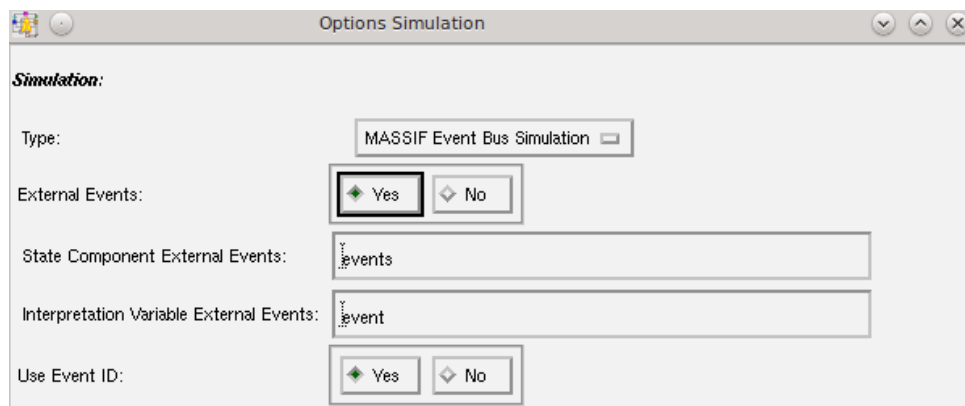 Options Simulation
Simulation:
Type: MASSIF Event Bus Simulation
External Events: Yes No
State Component External Events: events
Interpretation Variable External Events: event
Use Event ID: Yes No